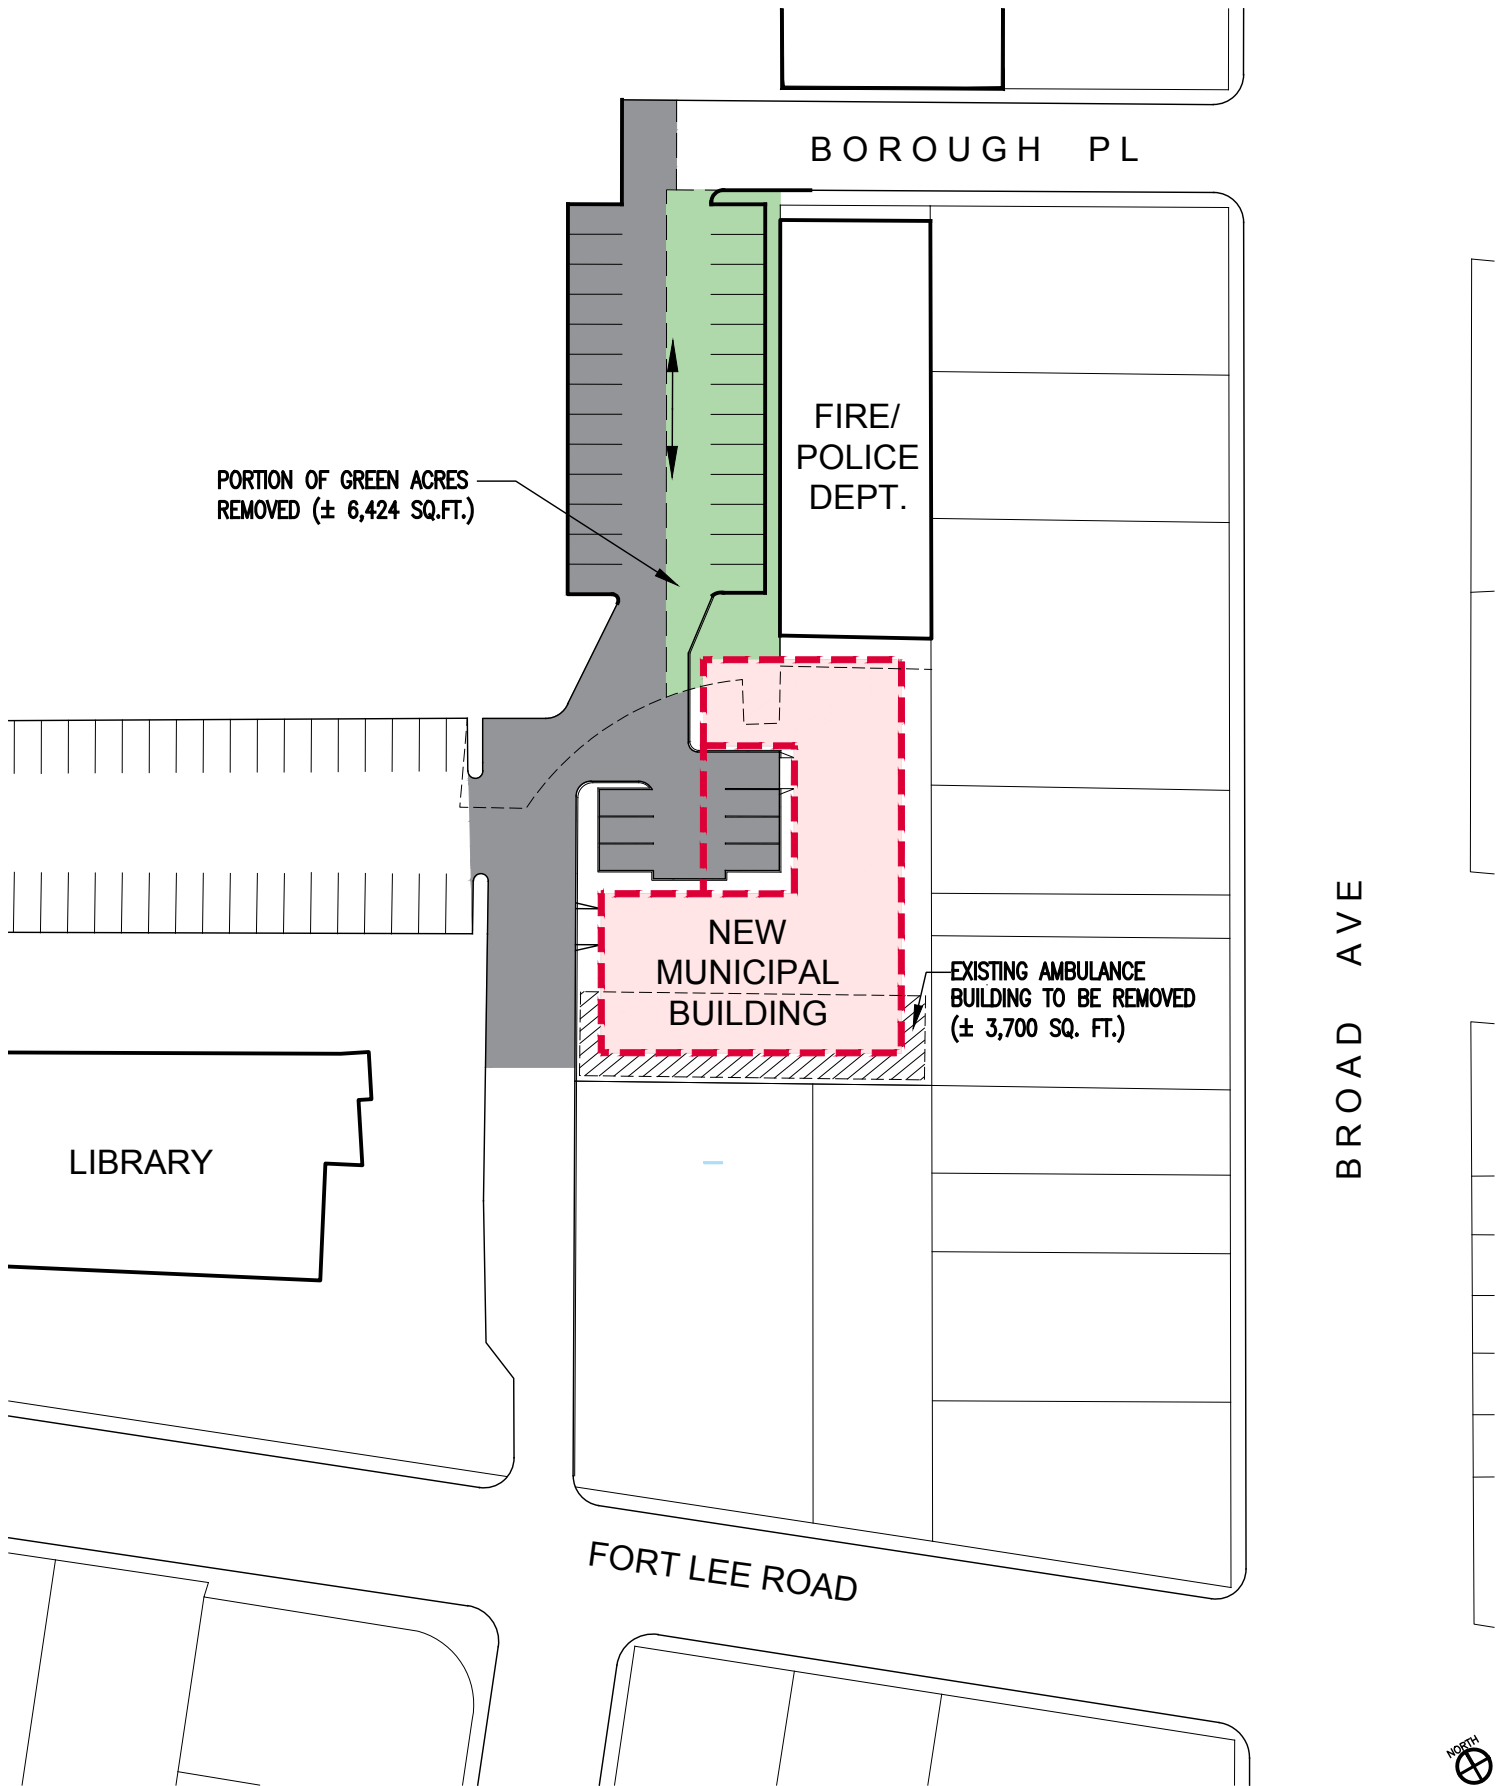 BOROUGH PL
FIRE/
POLICE
DEPT.
PORTION OF GREEN ACRES
REMOVED (± 6,424 SQ.FT.)
NEW
MUNICIPAL
BUILDING
EXISTING AMBULANCE
BUILDING TO BE REMOVED
(± 3,700 SQ. FT.)
BROAD AVE
LIBRARY
FORT LEE ROAD
NORTH